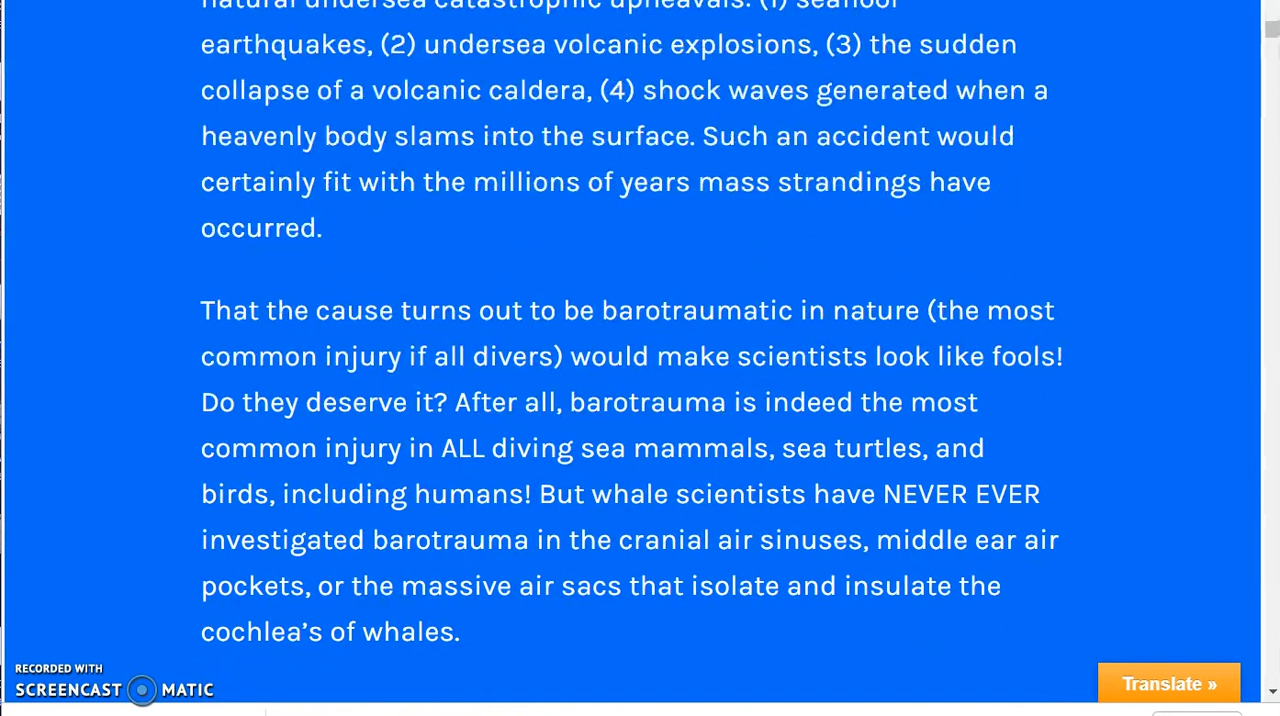 natural undersea catastrophic upheavals: (1) seafloor
earthquakes, (2) undersea volcanic explosions, (3) the sudden
collapse of a volcanic caldera, (4) shock waves generated when a
heavenly body slams into the surface. Such an accident would
certainly fit with the millions of years mass strandings have
occurred.
That the cause turns out to be barotraumatic in nature (the most
common injury if all divers) would make scientists look like fools!
Do they deserve it? After all, barotrauma is indeed the most
common injury in ALL diving sea mammals, sea turtles, and
birds, including humans! But whale scientists have NEVER EVER
investigated barotrauma in the cranial air sinuses, middle ear air
pockets, or the massive air sacs that isolate and insulate the
cochlea’s of whales.
RECORDED WITH
SCREENCAST MATIC
Translate »